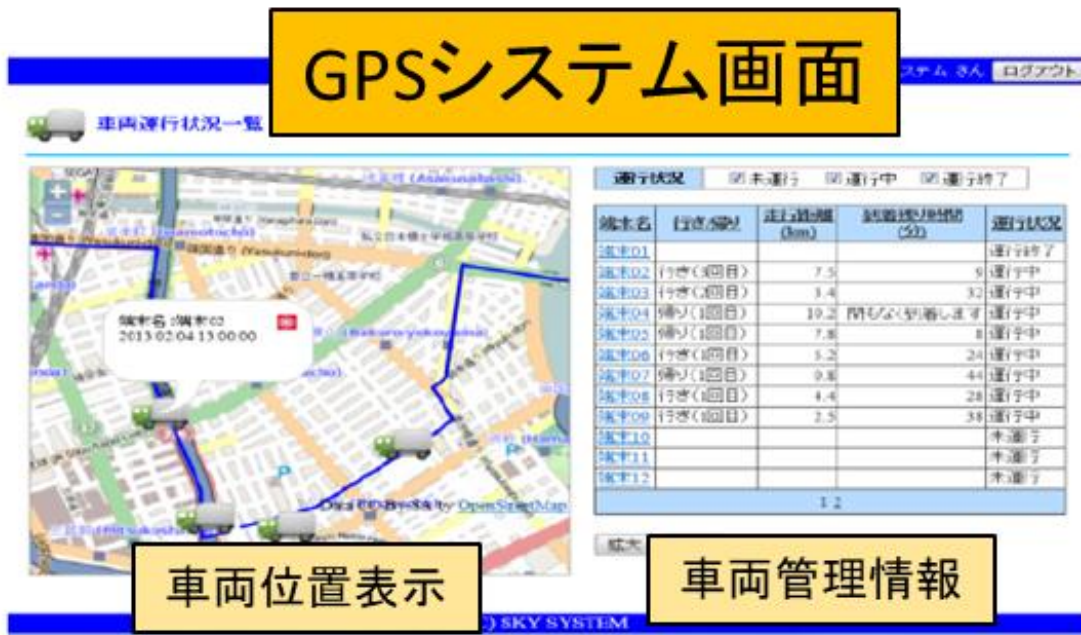 GPSシステム画面
ステム さん ログアウト
車両運行状況一覧
運行状況 未運行 運行中 運行終了
端末名 行き/帰り 走行距離(km) 到着残り時間(分) 運行状況
端末01 運行終了
端末02 行き(3回目) 7.5 9 運行中
端末03 行き(2回目) 3.4 32 運行中
端末04 帰り(1回目) 10.2 間もなく到着します 運行中
端末05 帰り(1回目) 7.8 8 運行中
端末06 行き(1回目) 5.2 24 運行中
端末07 帰り(1回目) 0.8 44 運行中
端末08 行き(1回目) 4.4 28 運行中
端末09 行き(1回目) 2.5 38 運行中
端末10 未運行
端末11 未運行
端末12 未運行
1 2
拡大
SEGA
(Asakusabashi)
(Yasukunidori)
端末名:端末03
2013/02/04 13:00:00
Data CC-By-SA by OpenStreetMap
車両位置表示
車両管理情報
SKY SYSTEM